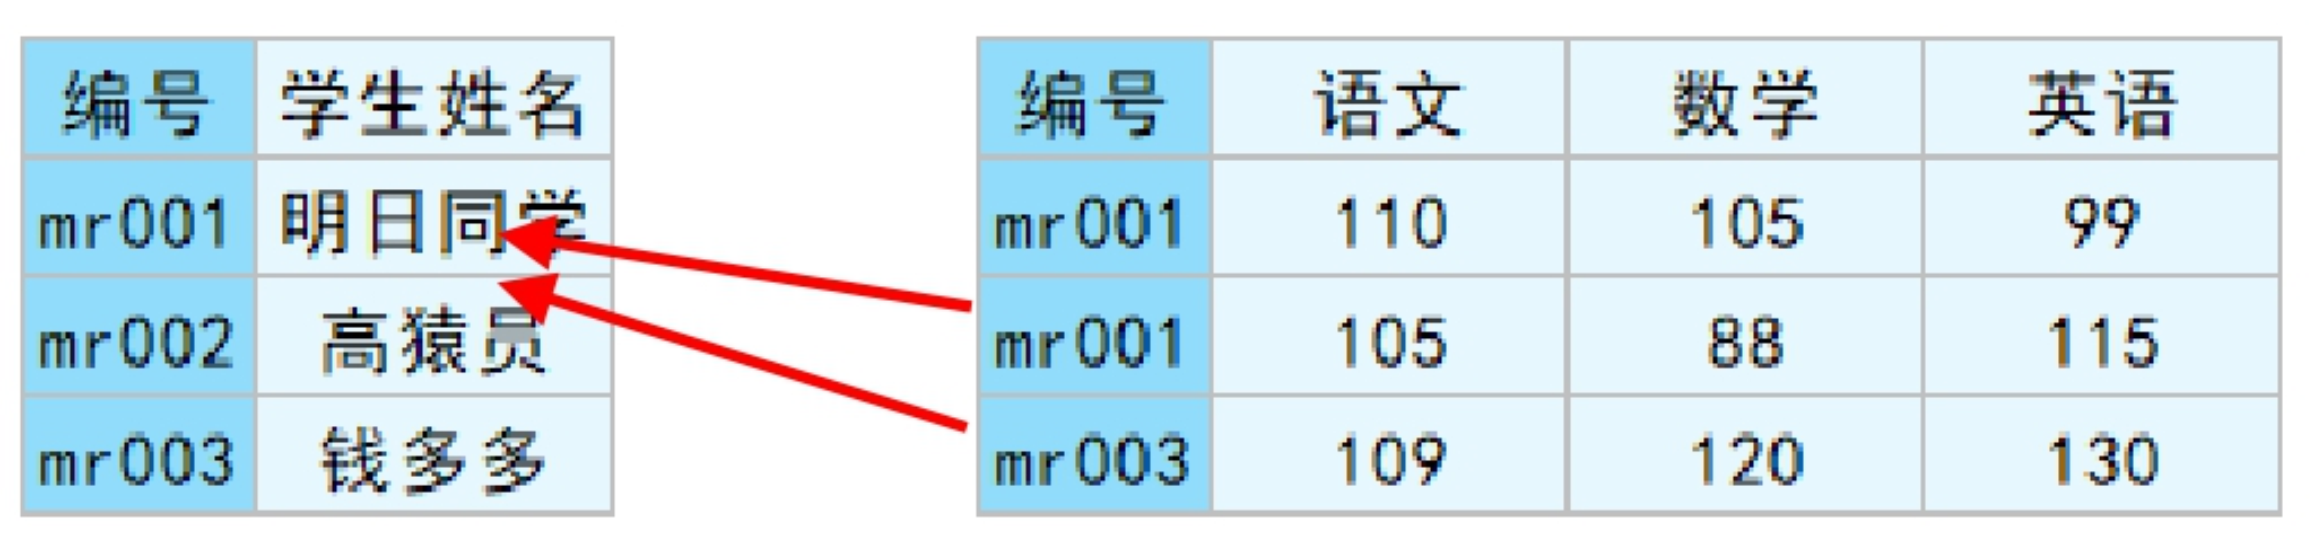 编号 学生姓名
mr001 明日同学
mr002 高猿员
mr003 钱多多
编号 语文 数学 英语
mr001 110 105 99
mr001 105 88 115
mr003 109 120 130